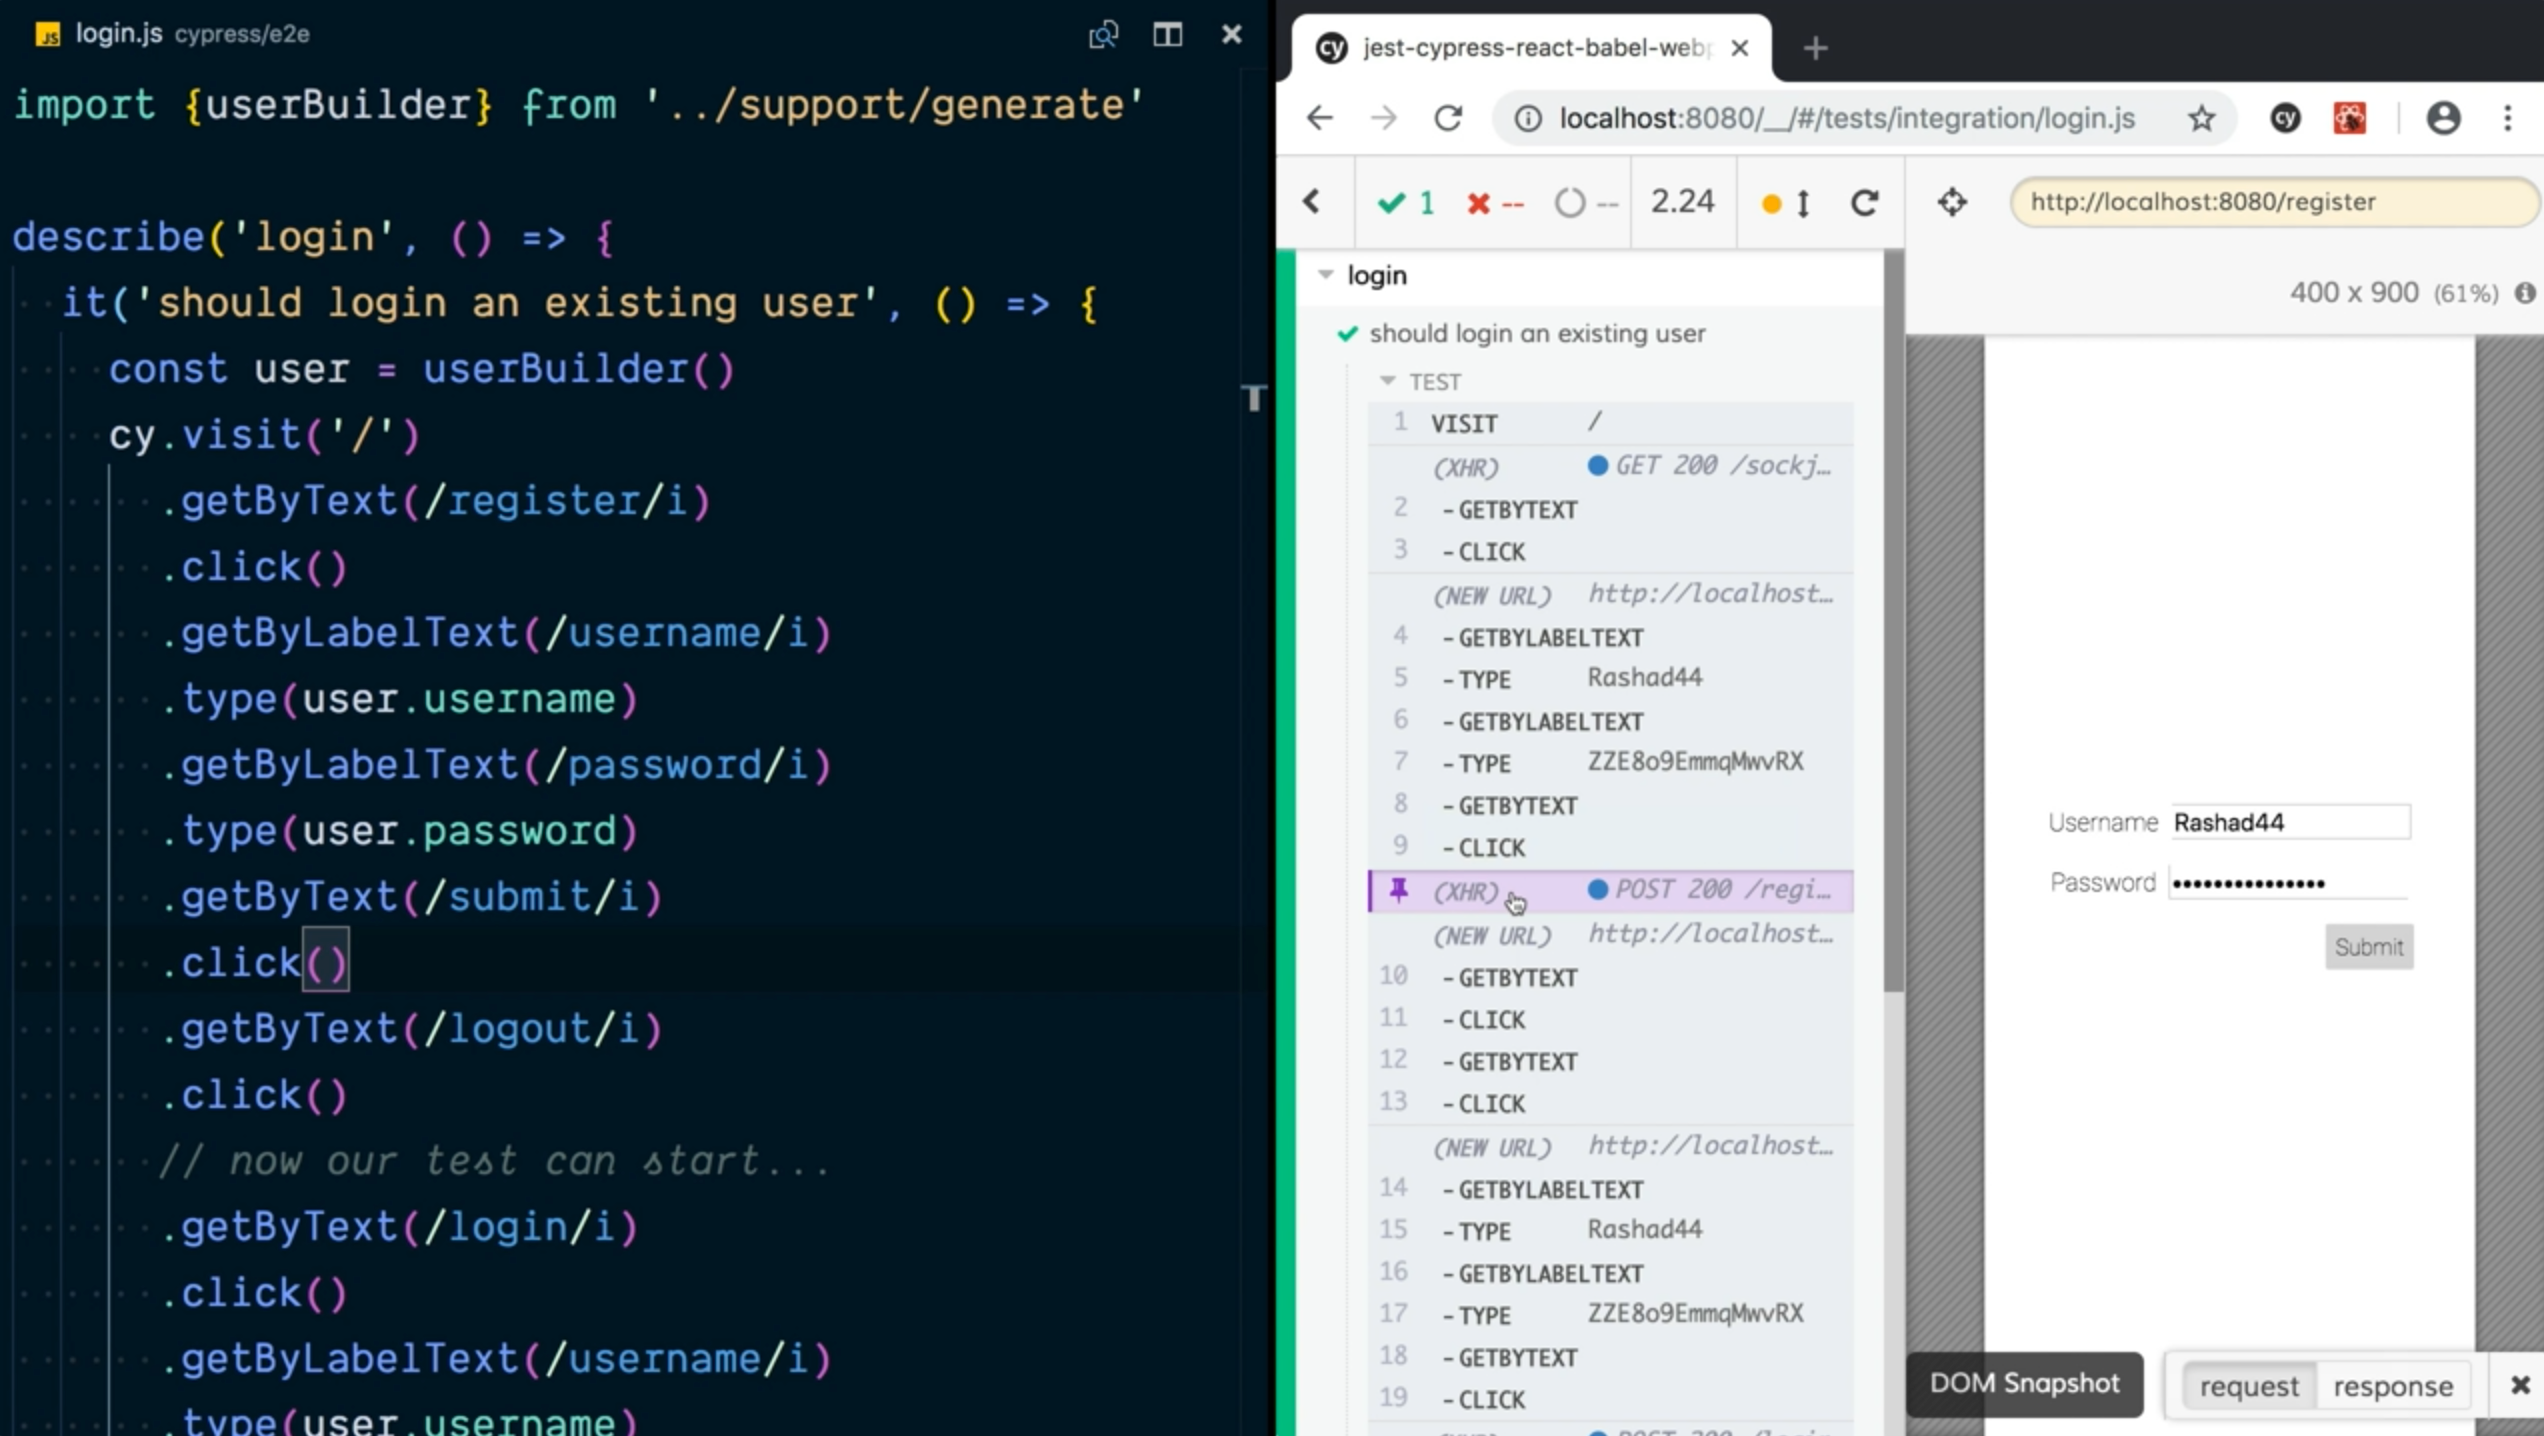 JS login.js cypress/e2e
import {userBuilder} from '../support/generate'
describe('login', () => {
it('should login an existing user', () => {
const user = userBuilder()
cy.visit('/')
.getByText(/register/i)
.click()
.getByLabelText(/username/i)
.type(user.username)
.getByLabelText(/password/i)
.type(user.password)
.getByText(/submit/i)
.click()
.getByText(/logout/i)
.click()
// now our test can start...
.getByText(/login/i)
.click()
.getByLabelText(/username/i)
.type(user.username)
cy jest-cypress-react-babel-web
localhost:8080/__/#/tests/integration/login.js
cy
1 -- -- 2.24
http://localhost:8080/register
400 x 900 (61%)
login
should login an existing user
TEST
1 VISIT /
(XHR) GET 200 /sockj…
2 -GETBYTEXT
3 -CLICK
(NEW URL) http://localhost…
4 -GETBYLABELTEXT
5 -TYPE Rashad44
6 -GETBYLABELTEXT
7 -TYPE ZZE8o9EmmqMwvRX
8 -GETBYTEXT
9 -CLICK
(XHR) POST 200 /regi…
(NEW URL) http://localhost…
10 -GETBYTEXT
11 -CLICK
12 -GETBYTEXT
13 -CLICK
(NEW URL) http://localhost…
14 -GETBYLABELTEXT
15 -TYPE Rashad44
16 -GETBYLABELTEXT
17 -TYPE ZZE8o9EmmqMwvRX
18 -GETBYTEXT
19 -CLICK
Username Rashad44
Password •••••••••••••••
Submit
DOM Snapshot
request response